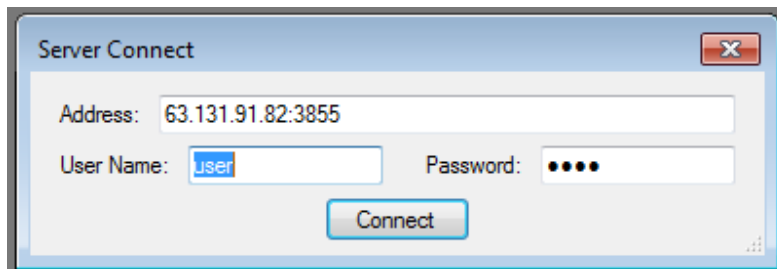 Server Connect
Address: 63.131.91.82:3855
User Name: user Password: ●●●●
Connect